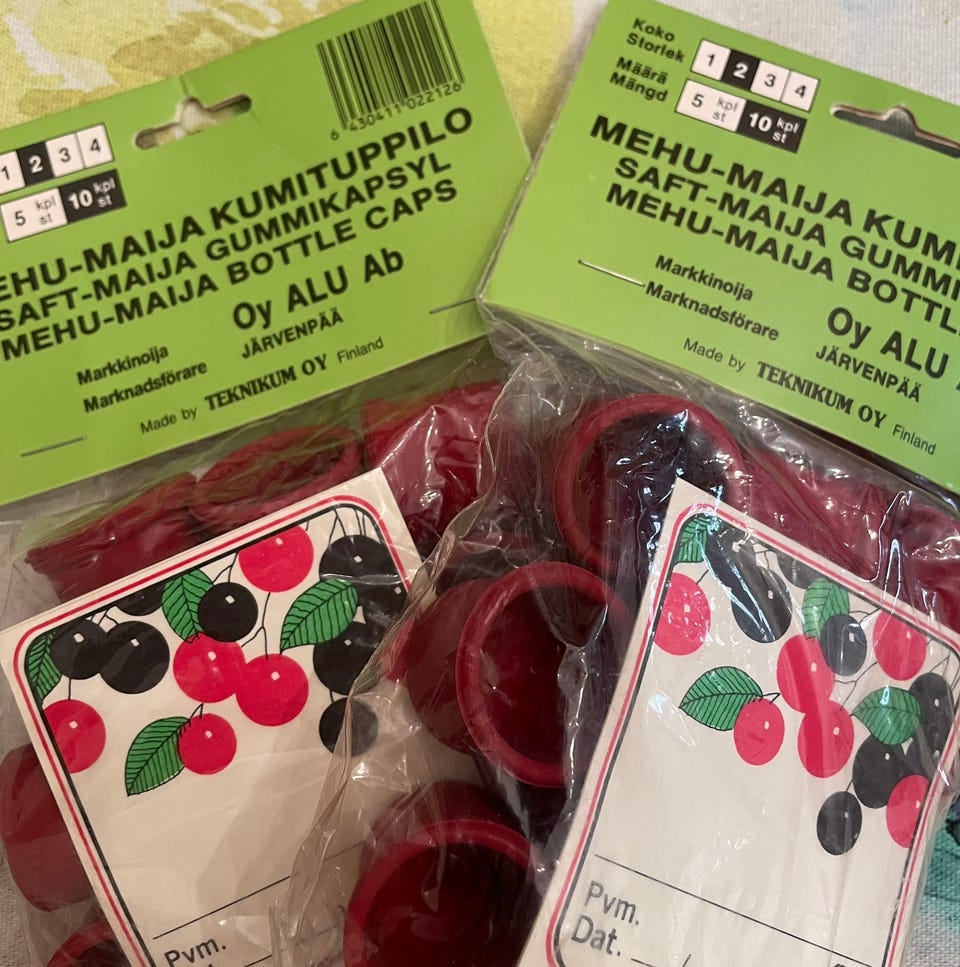 6 430411 022126
1 2 3 4
5 kpl st 10 kpl st
MEHU-MAIJA KUMITUPPILO
SAFT-MAIJA GUMMIKAPSYL
MEHU-MAIJA BOTTLE CAPS
Oy ALU Ab
JÄRVENPÄÄ
Markkinoija
Marknadsförare
Made by TEKNIKUM OY Finland
Pvm.
Koko
Storlek
1 2 3 4
Määrä
Mängd
5 kpl st 10 kpl st
MEHU-MAIJA KUM
SAFT-MAIJA GUMMI
MEHU-MAIJA BOTTL
Markkinoija
Marknadsförare
Oy ALU
JÄRVENPÄÄ
Made by TEKNIKUM OY Finland
Pvm.
Dat.